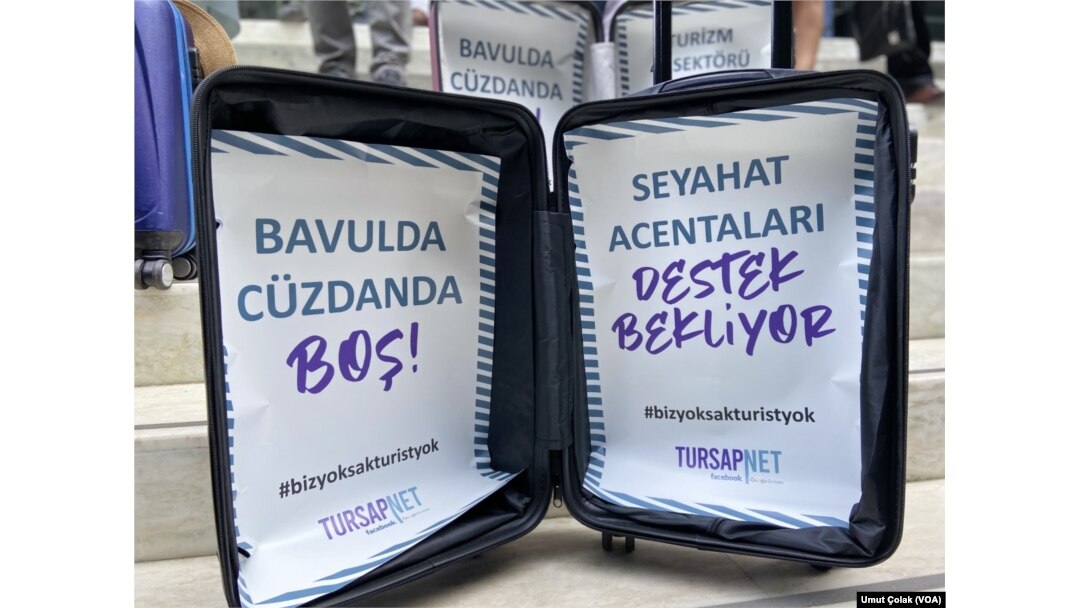 BAVULDA
CÜZDANDA
TURİZM
SEKTÖRÜ
BAVULDA
CÜZDANDA
BOŞ!
#bizyoksakturistyok
TURSAPNET
facebook
SEYAHAT
ACENTALARI
DESTEK
BEKLİYOR
#bizyoksakturistyok
TURSAPNET
facebook
Umut Çolak (VOA)